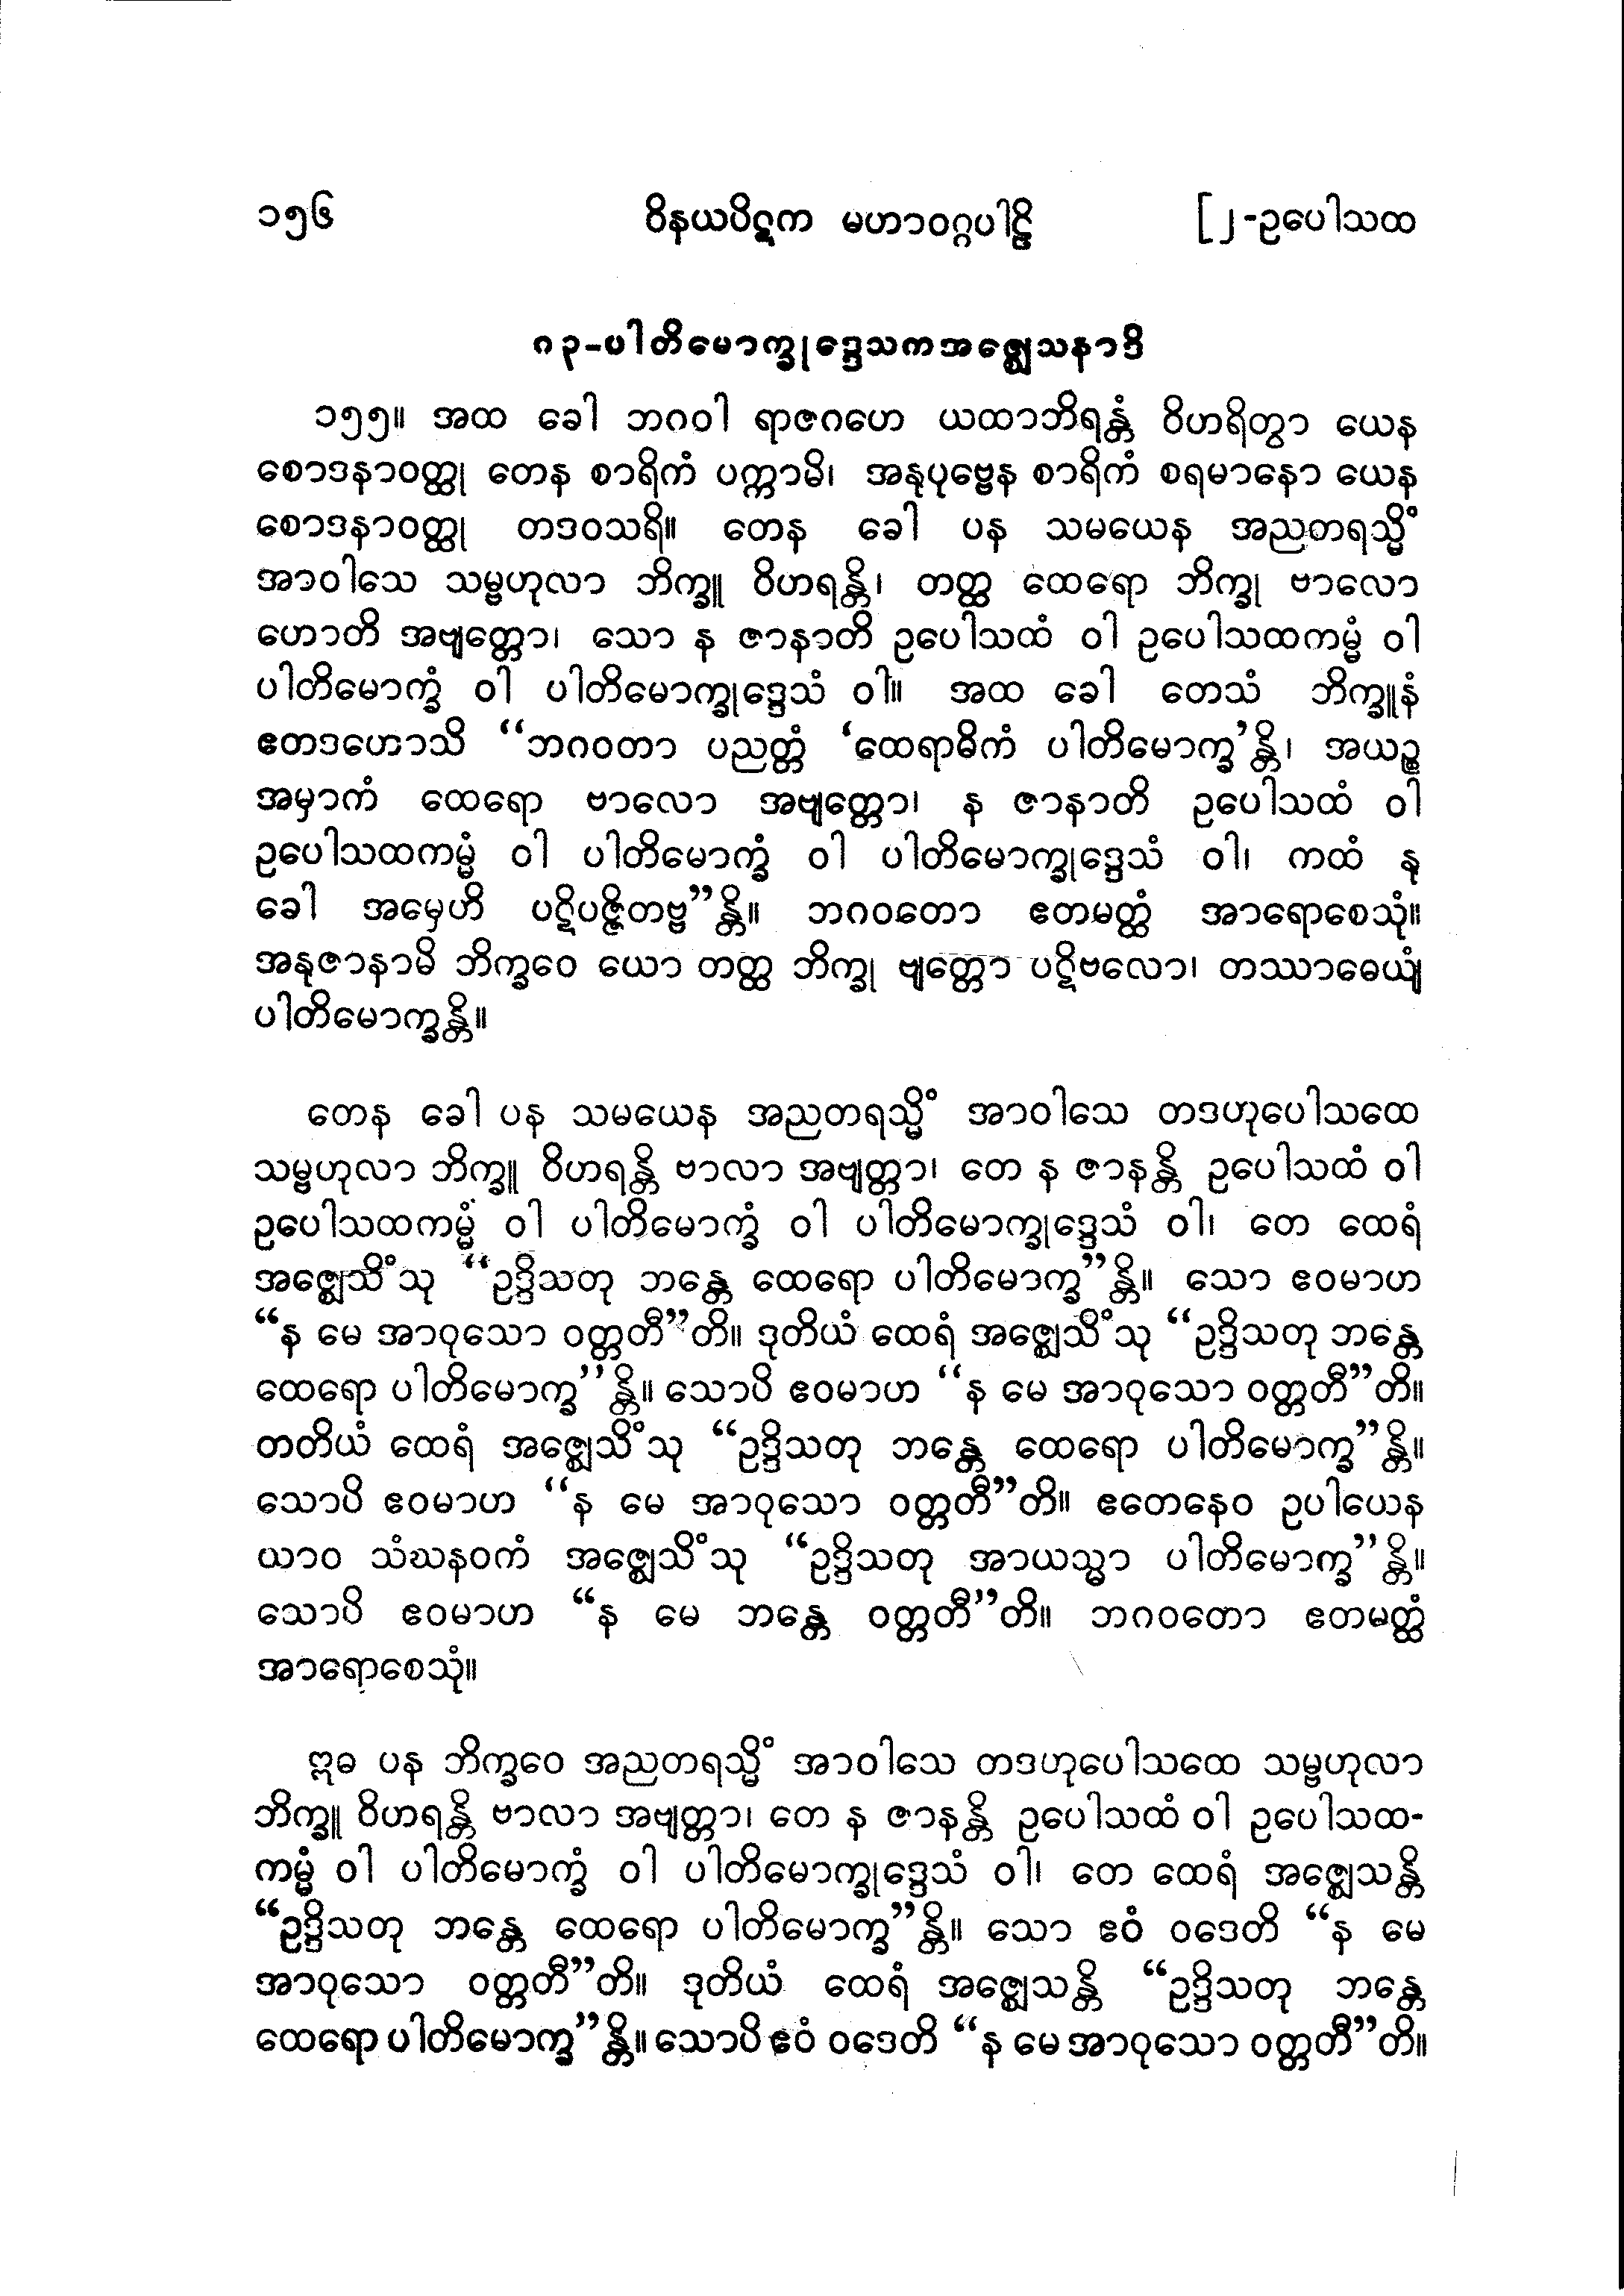 ၁၅၆ ဝိနယပိဋက မဟာဝဂ္ဂပါဠိ [၂-ဥပေါသထ
၈၃-ပါတိမောက္ခုဒ္ဒေသကအဇ္ဈေသနာဒိ
၁၅၅။ အထ ခေါ ဘဂဝါ ရာဇဂဟေ ယထာဘိရန္တံ ဝိဟရိတွာ ယေန
စောဒနာဝတ္ထု တေန စာရိကံ ပက္ကာမိ၊ အနုပုဗ္ဗေန စာရိကံ စရမာနော ယေန
စောဒနာဝတ္ထု တဒဝသရိ။ တေန ခေါ ပန သမယေန အညတရသ္မိံ
အာဝါသေ သမ္ဗဟုလာ ဘိက္ခူ ဝိဟရန္တိ၊ တတ္ထ ထေရော ဘိက္ခု ဗာလော
ဟောတိ အဗျတ္တော၊ သော န ဇာနာတိ ဥပေါသထံ ဝါ ဥပေါသထကမ္မံ ဝါ
ပါတိမောက္ခံ ဝါ ပါတိမောက္ခုဒ္ဒေသံ ဝါ။ အထ ခေါ တေသံ ဘိက္ခူနံ
ဧတဒဟောသိ “ဘဂဝတာ ပညတ္တံ ‘ထေရာဓိကံ ပါတိမောက္ခ’န္တိ၊ အယဉ္စ
အမှာကံ ထေရော ဗာလော အဗျတ္တော၊ န ဇာနာတိ ဥပေါသထံ ဝါ
ဥပေါသထကမ္မံ ဝါ ပါတိမောက္ခံ ဝါ ပါတိမောက္ခုဒ္ဒေသံ ဝါ၊ ကထံ နု
ခေါ အမှေဟိ ပဋိပဇ္ဇိတဗ္ဗ”န္တိ။ ဘဂဝတော ဧတမတ္ထံ အာရောစေသုံ။
အနုဇာနာမိ ဘိက္ခဝေ ယော တတ္ထ ဘိက္ခု ဗျတ္တော ပဋိဗလော၊ တဿာဓေယျံ
ပါတိမောက္ခန္တိ။
တေန ခေါ ပန သမယေန အညတရသ္မိံ အာဝါသေ တဒဟုပေါသထေ
သမ္ဗဟုလာ ဘိက္ခူ ဝိဟရန္တိ ဗာလာ အဗျတ္တာ၊ တေ န ဇာနန္တိ ဥပေါသထံ ဝါ
ဥပေါသထကမ္မံ ဝါ ပါတိမောက္ခံ ဝါ ပါတိမောက္ခုဒ္ဒေသံ ဝါ၊ တေ ထေရံ
အဇ္ဈေသိံသု “ဥဒ္ဒိသတု ဘန္တေ ထေရော ပါတိမောက္ခ”န္တိ။ သော ဧဝမာဟ
“န မေ အာဝုသော ဝတ္တတီ”တိ။ ဒုတိယံ ထေရံ အဇ္ဈေသိံသု “ဥဒ္ဒိသတု ဘန္တေ
ထေရော ပါတိမောက္ခ”န္တိ။ သောပိ ဧဝမာဟ “န မေ အာဝုသော ဝတ္တတီ”တိ။
တတိယံ ထေရံ အဇ္ဈေသိံသု “ဥဒ္ဒိသတု ဘန္တေ ထေရော ပါတိမောက္ခ”န္တိ။
သောပိ ဧဝမာဟ “န မေ အာဝုသော ဝတ္တတီ”တိ။ ဧတေနေဝ ဥပါယေန
ယာဝ သံဃနဝကံ အဇ္ဈေသိံသု “ဥဒ္ဒိသတု အာယသ္မာ ပါတိမောက္ခ”န္တိ။
သောပိ ဧဝမာဟ “န မေ ဘန္တေ ဝတ္တတီ”တိ။ ဘဂဝတော ဧတမတ္ထံ
အာရောစေသုံ။
ဣဓ ပန ဘိက္ခဝေ အညတရသ္မိံ အာဝါသေ တဒဟုပေါသထေ သမ္ဗဟုလာ
ဘိက္ခူ ဝိဟရန္တိ ဗာလာ အဗျတ္တာ၊ တေ န ဇာနန္တိ ဥပေါသထံ ဝါ ဥပေါသထ-
ကမ္မံ ဝါ ပါတိမောက္ခံ ဝါ ပါတိမောက္ခုဒ္ဒေသံ ဝါ၊ တေ ထေရံ အဇ္ဈေသန္တိ
“ဥဒ္ဒိသတု ဘန္တေ ထေရော ပါတိမောက္ခ”န္တိ။ သော ဧဝံ ဝဒေတိ “န မေ
အာဝုသော ဝတ္တတီ”တိ။ ဒုတိယံ ထေရံ အဇ္ဈေသန္တိ “ဥဒ္ဒိသတု ဘန္တေ
ထေရော ပါတိမောက္ခ”န္တိ။ သောပိ ဧဝံ ဝဒေတိ “န မေ အာဝုသော ဝတ္တတီ”တိ။